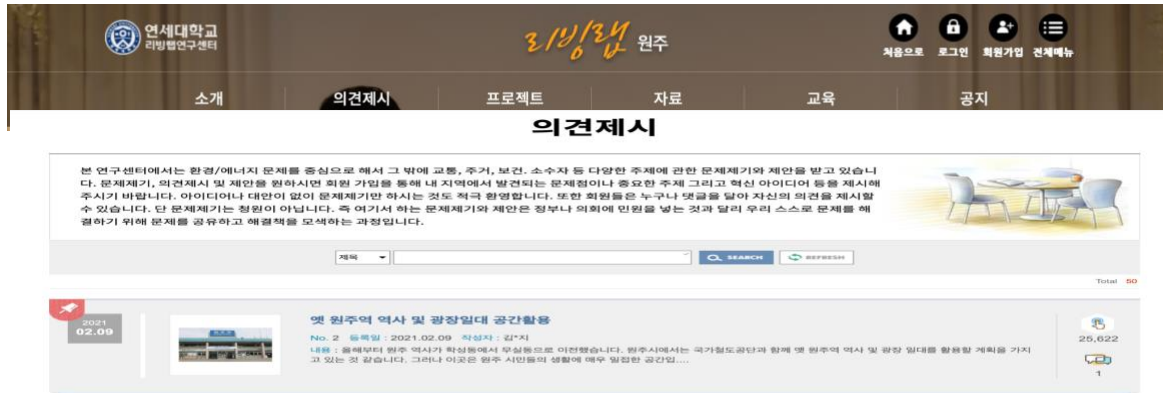 연세대학교
리빙랩연구센터
리빙랩 원주
처음으로 로그인 회원가입 전체메뉴
소개 의견제시 프로젝트 자료 교육 공지
의견제시
본 연구센터에서는 환경/에너지 문제를 중심으로 해서 그 밖에 교통, 주거, 보건. 소수자 등 다양한 주제에 관한 문제제기와 제안을 받고 있습니
다. 문제제기, 의견제시 및 제안을 원하시면 회원 가입을 통해 내 지역에서 발견되는 문제점이나 중요한 주제 그리고 혁신 아이디어 등을 제시해
주시기 바랍니다. 아이디어나 대안이 없이 문제제기만 하시는 것도 적극 환영합니다. 또한 회원들은 누구나 댓글을 달아 자신의 의견을 제시할
수 있습니다. 단 문제제기는 청원이 아닙니다. 즉 여기서 하는 문제제기와 제안은 정부나 의회에 민원을 넣는 것과 달리 우리 스스로 문제를 해
결하기 위해 문제를 공유하고 해결책을 모색하는 과정입니다.
제목 SEARCH REFRESH
Total 50
2021
02.09
옛 원주역 역사 및 광장일대 공간활용
No. 2 등록일 : 2021.02.09 작성자 : 김*지
내용 : 올해부터 원주 역사가 학성동에서 무실동으로 이전했습니다. 원주시에서는 국가철도공단과 함께 옛 원주역 역사 및 광장 일대를 활용할 계획을 가지
고 있는 것 같습니다. 그러나 이곳은 원주 시민들의 생활에 매우 밀접한 공간입....
25,622
1